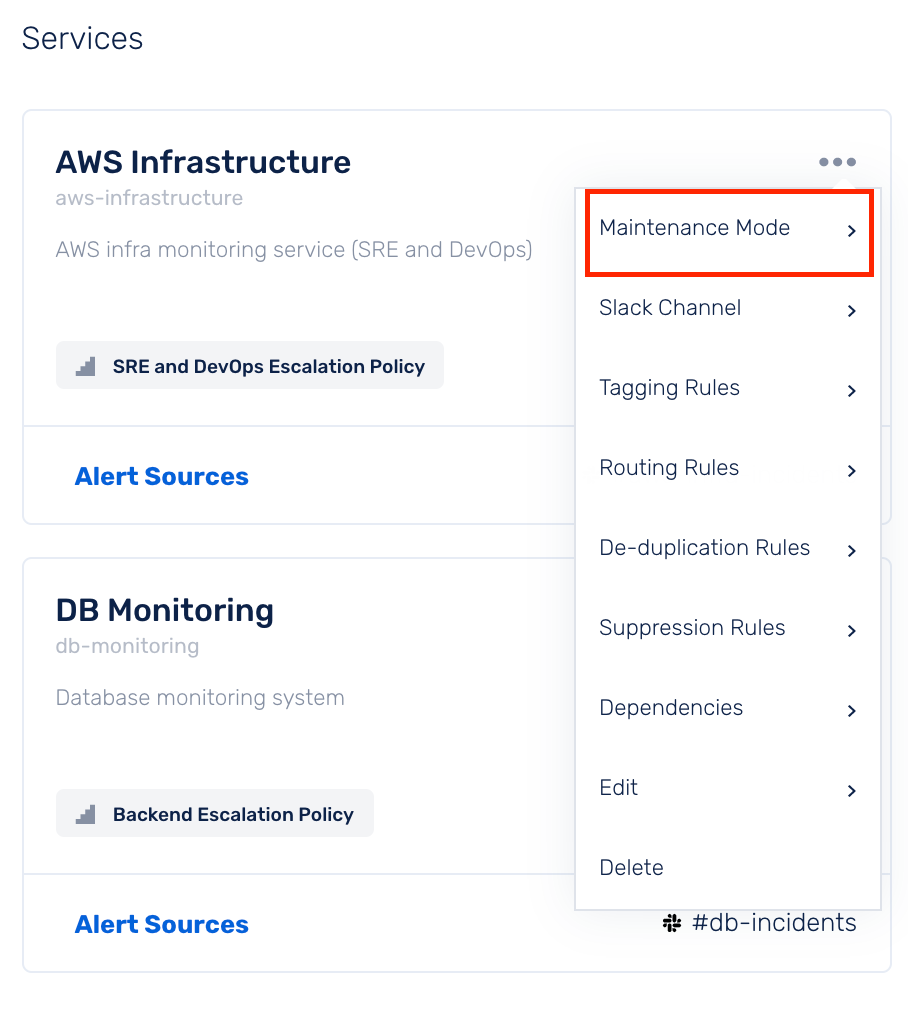 Services
AWS Infrastructure
aws-infrastructure
AWS infra monitoring service (SRE and DevOps)
SRE and DevOps Escalation Policy
Alert Sources
Maintenance Mode
Slack Channel
Tagging Rules
Routing Rules
De-duplication Rules
Suppression Rules
Dependencies
Edit
Delete
DB Monitoring
db-monitoring
Database monitoring system
Backend Escalation Policy
Alert Sources
#db-incidents